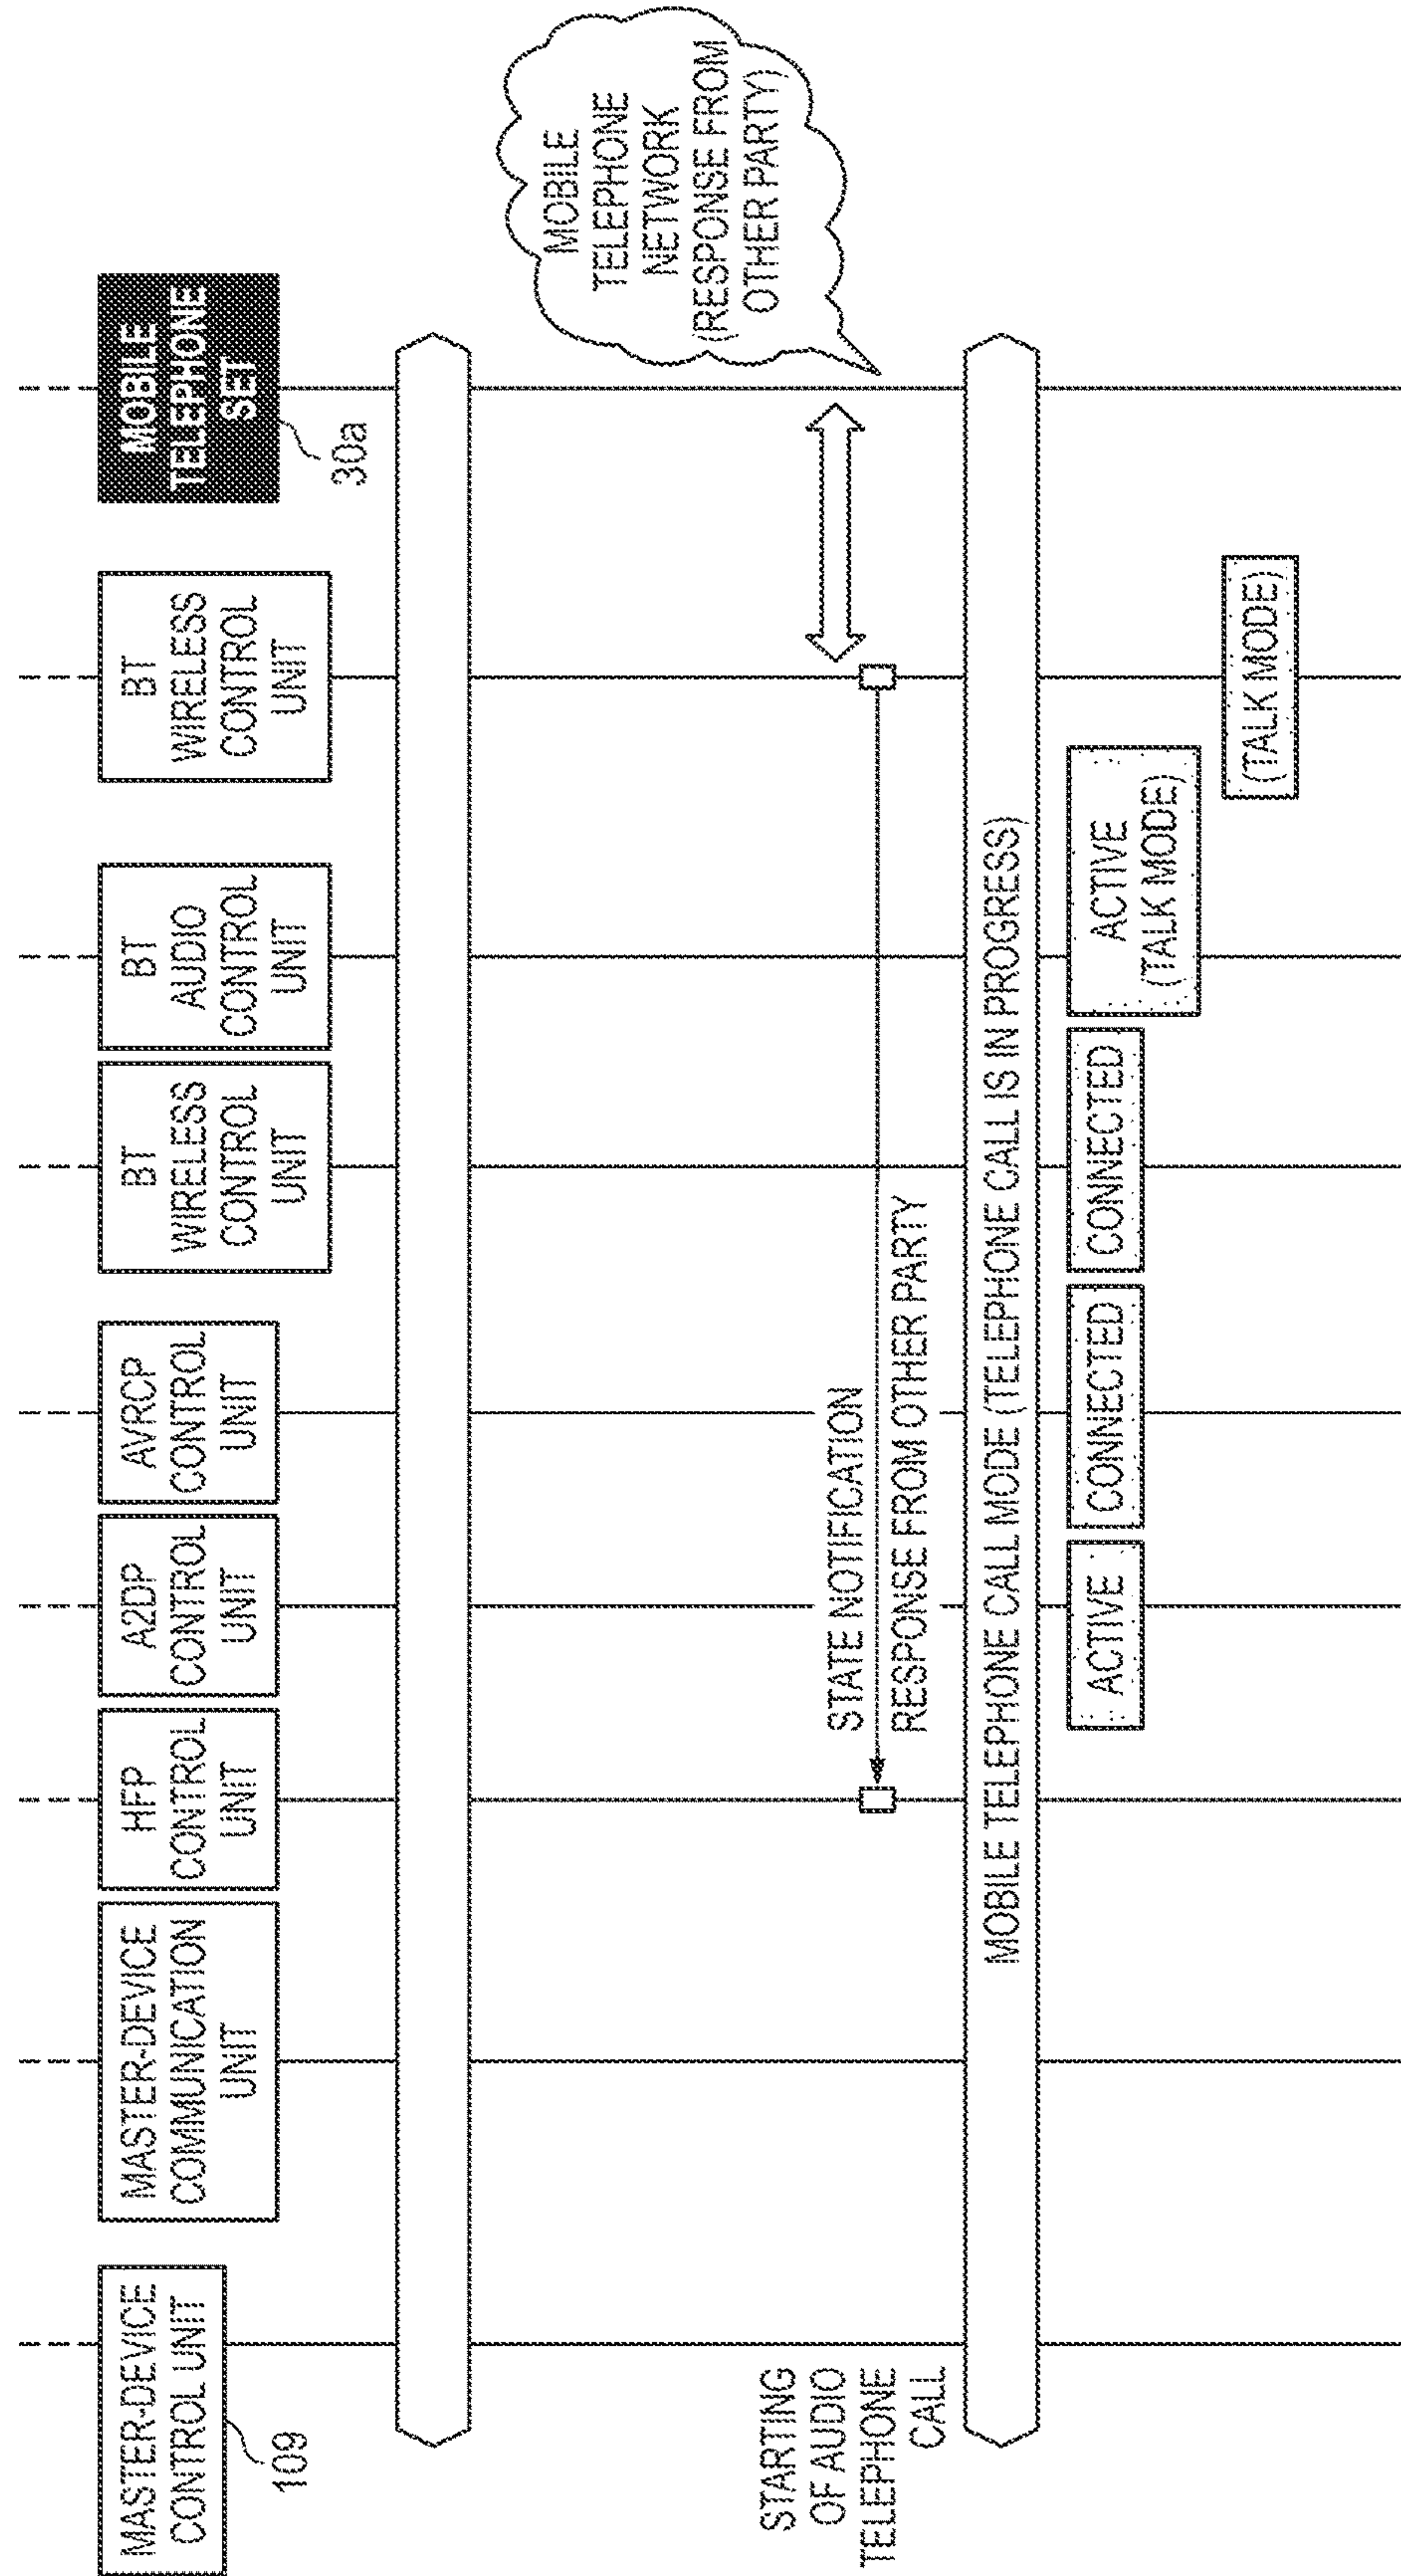 MASTER-DEVICE
CONTROL UNIT
109
MASTER-DEVICE
COMMUNICATION
UNIT
HFP
CONTROL
UNIT
A2DP
CONTROL
UNIT
AVRCP
CONTROL
UNIT
BT
WIRELESS
CONTROL
UNIT
BT
AUDIO
CONTROL
UNIT
BT
WIRELESS
CONTROL
UNIT
MOBILE
TELEPHONE
SET
30a
MOBILE
TELEPHONE
NETWORK
(RESPONSE FROM
OTHER PARTY)
STARTING
OF AUDIO
TELEPHONE
CALL
STATE NOTIFICATION
RESPONSE FROM OTHER PARTY
MOBILE TELEPHONE CALL MODE (TELEPHONE CALL IS IN PROGRESS)
ACTIVE
CONNECTED
CONNECTED
ACTIVE
(TALK MODE)
(TALK MODE)